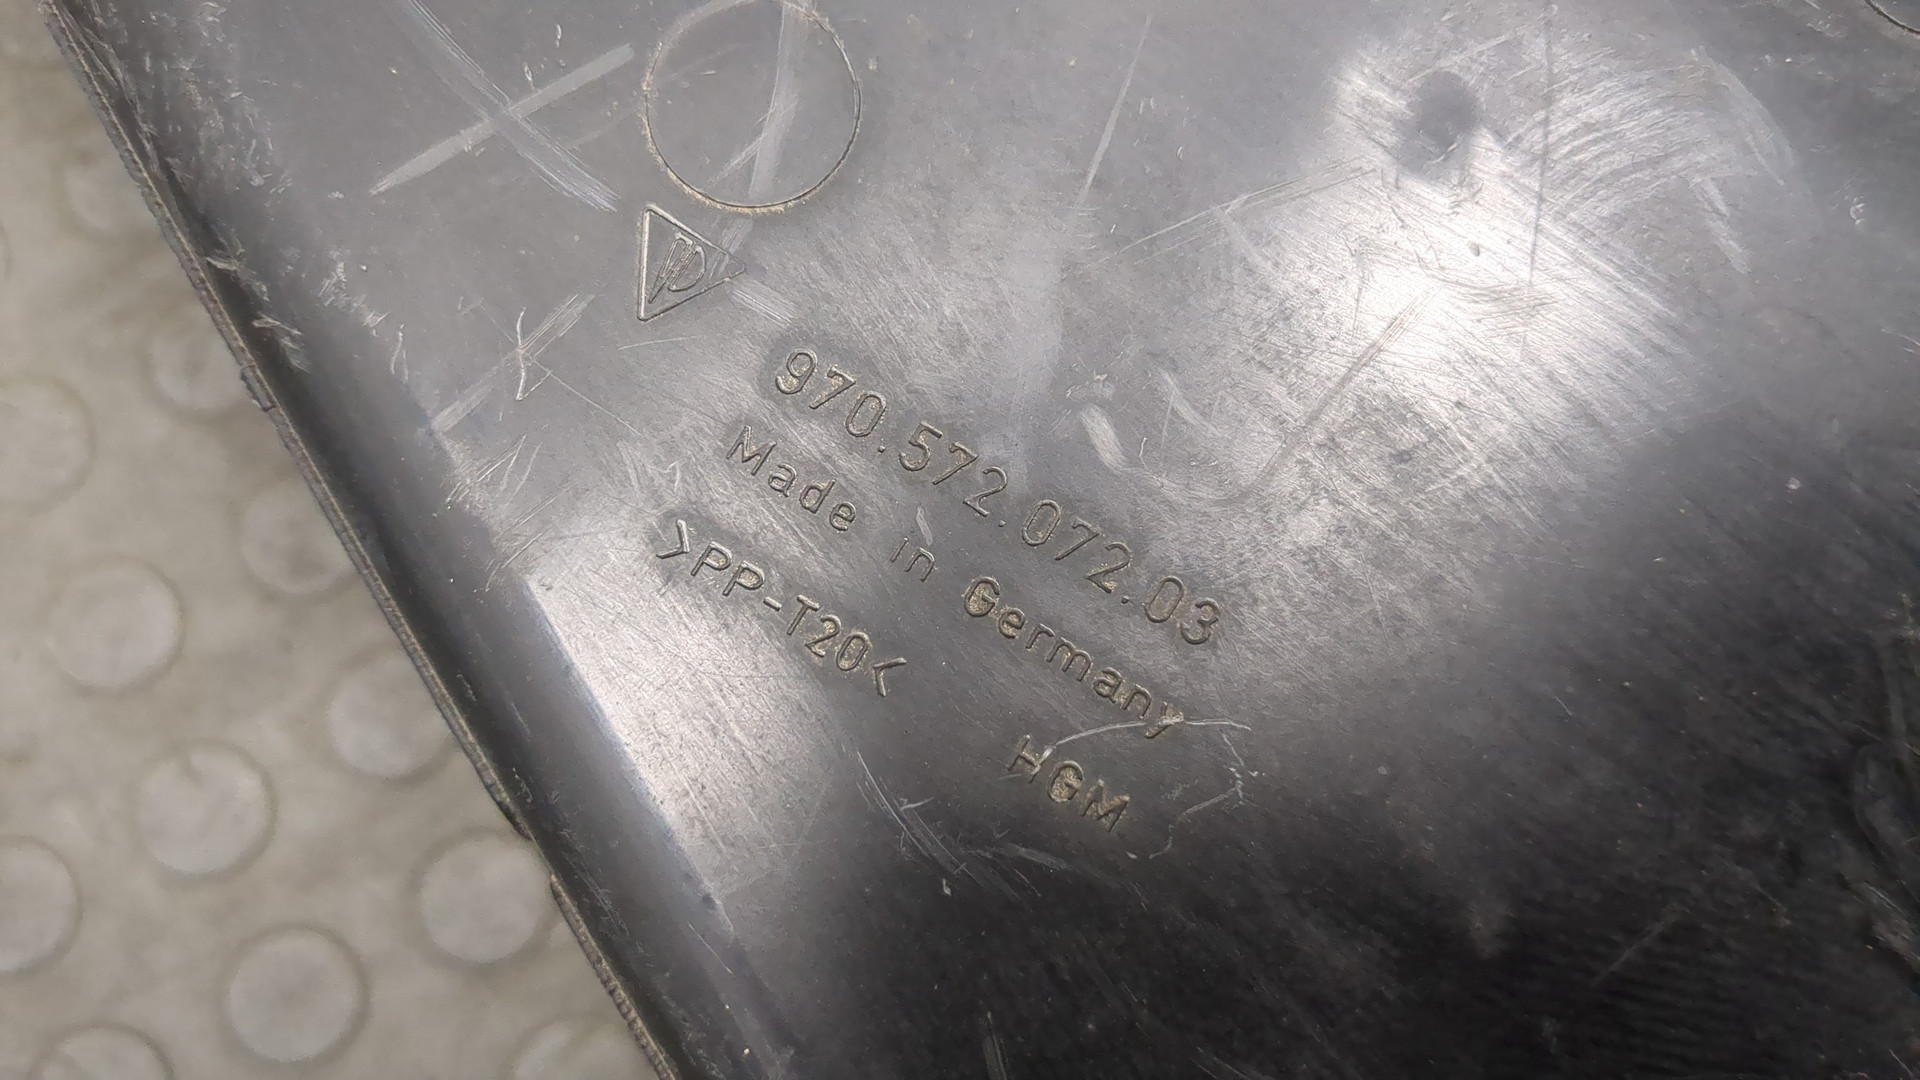 970.572.072.03
Made in Germany
>PP-T20<
HGM